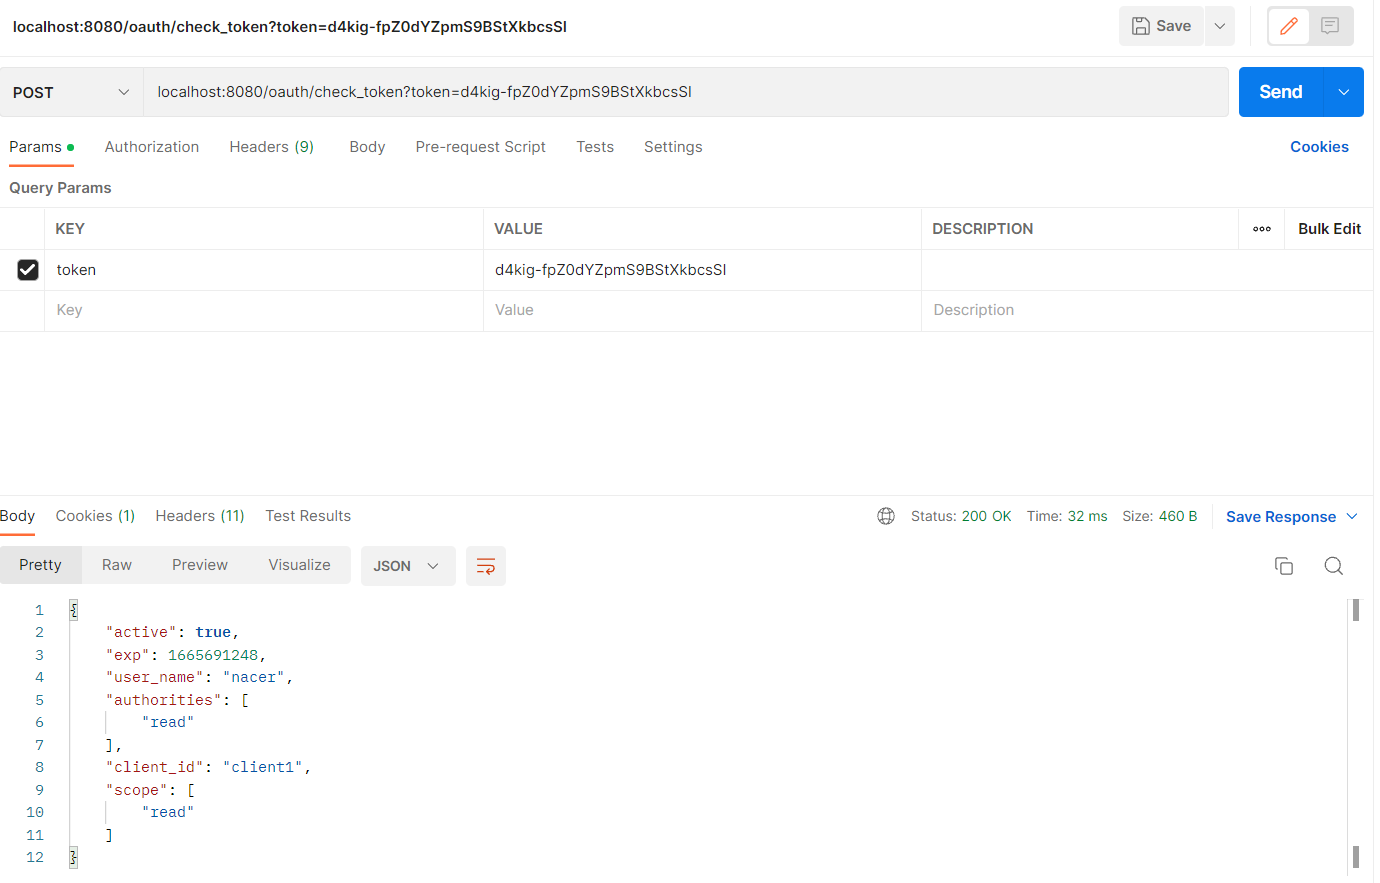 localhost:8080/oauth/check_token?token=d4kig-fpZ0dYZpmS9BStXkbcsSI
Save
POST
localhost:8080/oauth/check_token?token=d4kig-fpZ0dYZpmS9BStXkbcsSI
Send
Params Authorization Headers (9) Body Pre-request Script Tests Settings Cookies
Query Params
KEY VALUE DESCRIPTION Bulk Edit
token d4kig-fpZ0dYZpmS9BStXkbcsSI
Key Value Description
Body Cookies (1) Headers (11) Test Results Status: 200 OK Time: 32 ms Size: 460 B Save Response
Pretty Raw Preview Visualize JSON
1 {
2 "active": true,
3 "exp": 1665691248,
4 "user_name": "nacer",
5 "authorities": [
6 "read"
7 ],
8 "client_id": "client1",
9 "scope": [
10 "read"
11 ]
12 }